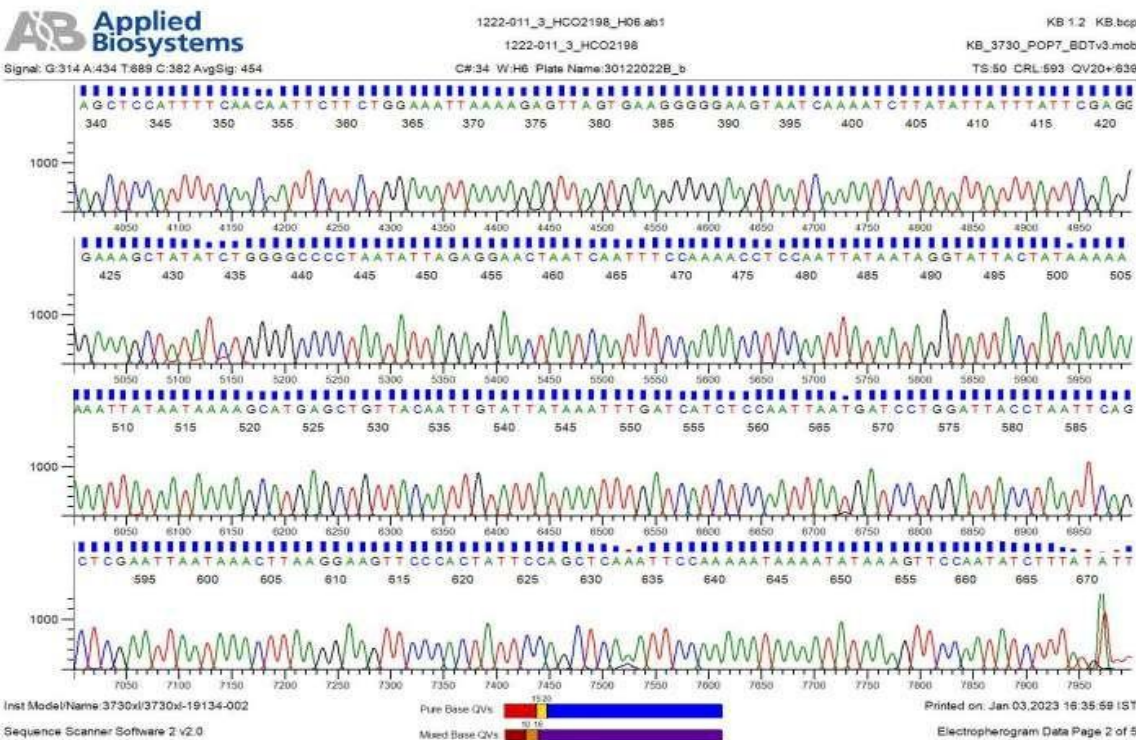 AB Applied Biosystems
1222-011_3_HCO2198_H06.ab1
KB 1.2 KB.bcp
1222-011_3_HCO2198
KB_3730_POP7_BDTv3.mob
Signal: G:314 A:434 T:689 C:382 AvgSig: 454
C#:34 W:H6 Plate Name:30122022B_b
TS:50 CRL:593 QV20+:639
AGCTCCATTTTCAACAATTCTTCTGGAAATTAAAAGAGTTAGTGAAGGGGGAAGTAATCAAAATCTTATATTATTTATTCGAGG
340 345 350 355 360 365 370 375 380 385 390 395 400 405 410 415 420
1000
4050 4100 4150 4200 4250 4300 4350 4400 4450 4500 4550 4600 4650 4700 4750 4800 4850 4900 4950
GAAAGCTATATCTGGGGCCCCTAATATTAGAGGAACTAATCAATTTCCAAAACCTCCAATTATAATAGGTATTACTATAAAAA
425 430 435 440 445 450 455 460 465 470 475 480 485 490 495 500 505
1000
5050 5100 5150 5200 5250 5300 5350 5400 5450 5500 5550 5600 5650 5700 5750 5800 5850 5900 5950
AAATTATAATAAAAGCATGAGCTGTTACAATTGTATTATAAATTTGATCATCTCCAATTAATGATCCTGGATTACCTAATTCAG
510 515 520 525 530 535 540 545 550 555 560 565 570 575 580 585
1000
6050 6100 6150 6200 6250 6300 6350 6400 6450 6500 6550 6600 6650 6700 6750 6800 6850 6900 6950
CTCGAATTAATAAACTTAAGGAAGTTCCCACTATTCCAGCTCAAATTCCAAAAATAAAATATAAAGTTCCAATATCTTTATATT
595 600 605 610 615 620 625 630 635 640 645 650 655 660 665 670
1000
7050 7100 7150 7200 7250 7300 7350 7400 7450 7500 7550 7600 7650 7700 7750 7800 7850 7900 7950
Inst Model/Name:3730xl/3730xl-19134-002
Pure Base QVs
15 20
Printed on: Jan 03,2023 16:35:59 IST
Sequence Scanner Software 2 v2.0
Mixed Base QVs
10 16
Electropherogram Data Page 2 of 5